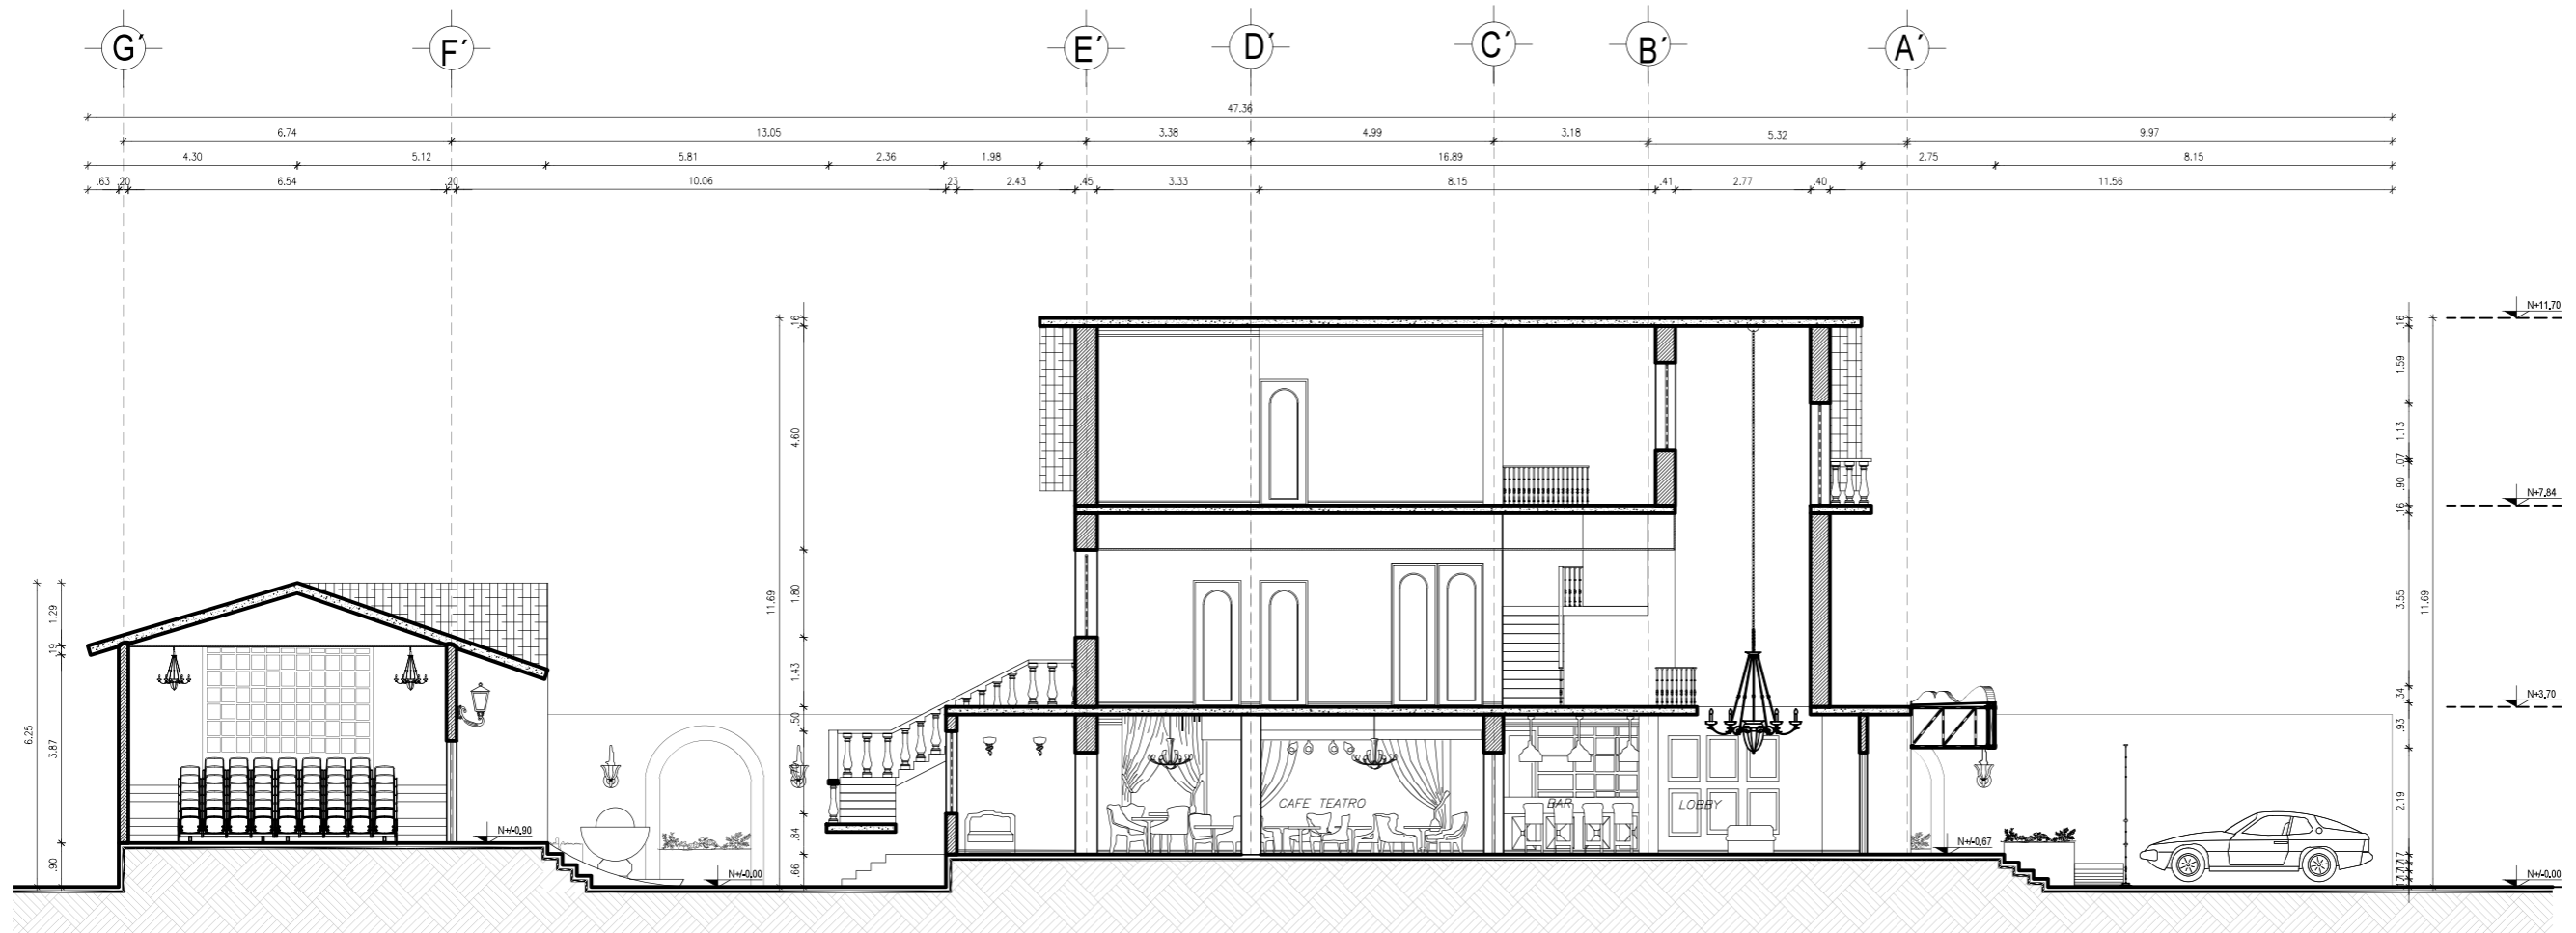 G´ F´ E´ D´ C´ B´ A´
47.36
6.74 13.05 3.38 4.99 3.18 5.32 9.97
4.30 5.12 5.81 2.36 1.98 16.89 2.75 8.15
.63 .20 6.54 .20 10.06 .23 2.43 .45 3.33 8.15 .41 2.77 .40 11.56
N+11.70
.16
.16
1.59
4.60
1.13
.07
.90
N+7.84
.16
11.69
1.80
3.55
11.69
1.29
.19
1.43
.34
N+3.70
.50
.93
6.25
3.87
CAFE TEATRO
BAR
LOBBY
2.19
N+/-0.90
.84
N+/-0.67
.90
N+/-0.00
.66
.17
.17
.17
N+/-0.00